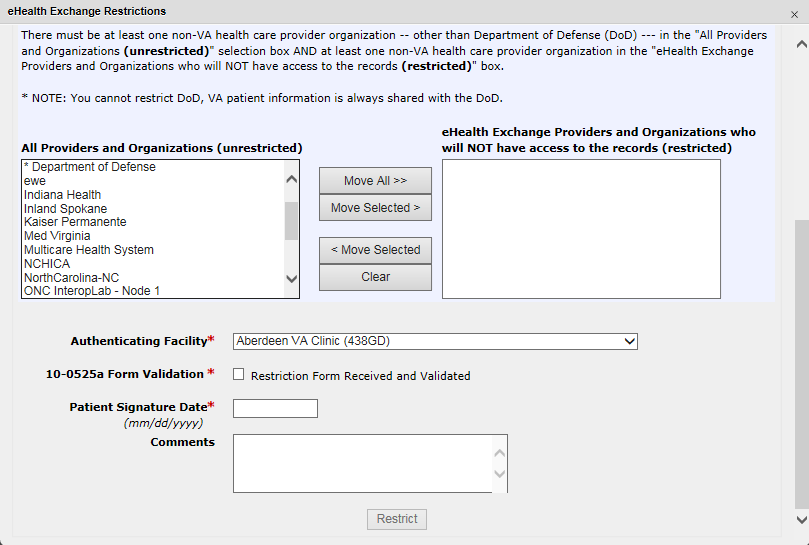 eHealth Exchange Restrictions
There must be at least one non-VA health care provider organization -- other than Department of Defense (DoD) --- in the "All Providers
and Organizations (unrestricted)" selection box AND at least one non-VA health care provider organization in the "eHealth Exchange
Providers and Organizations who will NOT have access to the records (restricted)" box.
* NOTE: You cannot restrict DoD, VA patient information is always shared with the DoD.
All Providers and Organizations (unrestricted)
* Department of Defense
ewe
Indiana Health
Inland Spokane
Kaiser Permanente
Med Virginia
Multicare Health System
NCHICA
NorthCarolina-NC
ONC InteropLab - Node 1
Move All >>
Move Selected >
< Move Selected
Clear
eHealth Exchange Providers and Organizations who
will NOT have access to the records (restricted)
Authenticating Facility* Aberdeen VA Clinic (438GD)
10-0525a Form Validation * Restriction Form Received and Validated
Patient Signature Date*
(mm/dd/yyyy)
Comments
Restrict